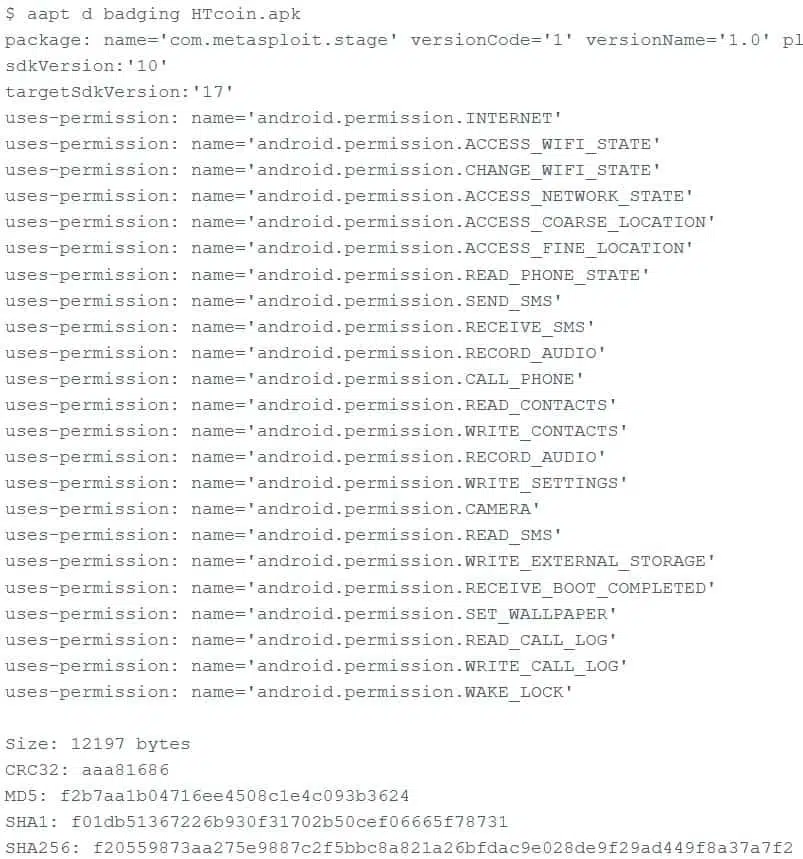 $ aapt d badging HTcoin.apk
package: name='com.metasploit.stage' versionCode='1' versionName='1.0' pl
sdkVersion:'10'
targetSdkVersion:'17'
uses-permission: name='android.permission.INTERNET'
uses-permission: name='android.permission.ACCESS_WIFI_STATE'
uses-permission: name='android.permission.CHANGE_WIFI_STATE'
uses-permission: name='android.permission.ACCESS_NETWORK_STATE'
uses-permission: name='android.permission.ACCESS_COARSE_LOCATION'
uses-permission: name='android.permission.ACCESS_FINE_LOCATION'
uses-permission: name='android.permission.READ_PHONE_STATE'
uses-permission: name='android.permission.SEND_SMS'
uses-permission: name='android.permission.RECEIVE_SMS'
uses-permission: name='android.permission.RECORD_AUDIO'
uses-permission: name='android.permission.CALL_PHONE'
uses-permission: name='android.permission.READ_CONTACTS'
uses-permission: name='android.permission.WRITE_CONTACTS'
uses-permission: name='android.permission.RECORD_AUDIO'
uses-permission: name='android.permission.WRITE_SETTINGS'
uses-permission: name='android.permission.CAMERA'
uses-permission: name='android.permission.READ_SMS'
uses-permission: name='android.permission.WRITE_EXTERNAL_STORAGE'
uses-permission: name='android.permission.RECEIVE_BOOT_COMPLETED'
uses-permission: name='android.permission.SET_WALLPAPER'
uses-permission: name='android.permission.READ_CALL_LOG'
uses-permission: name='android.permission.WRITE_CALL_LOG'
uses-permission: name='android.permission.WAKE_LOCK'
Size: 12197 bytes
CRC32: aaa81686
MD5: f2b7aa1b04716ee4508c1e4c093b3624
SHA1: f01db51367226b930f31702b50cef06665f78731
SHA256: f20559873aa275e9887c2f5bbc8a821a26bfdac9e028de9f29ad449f8a37a7f2